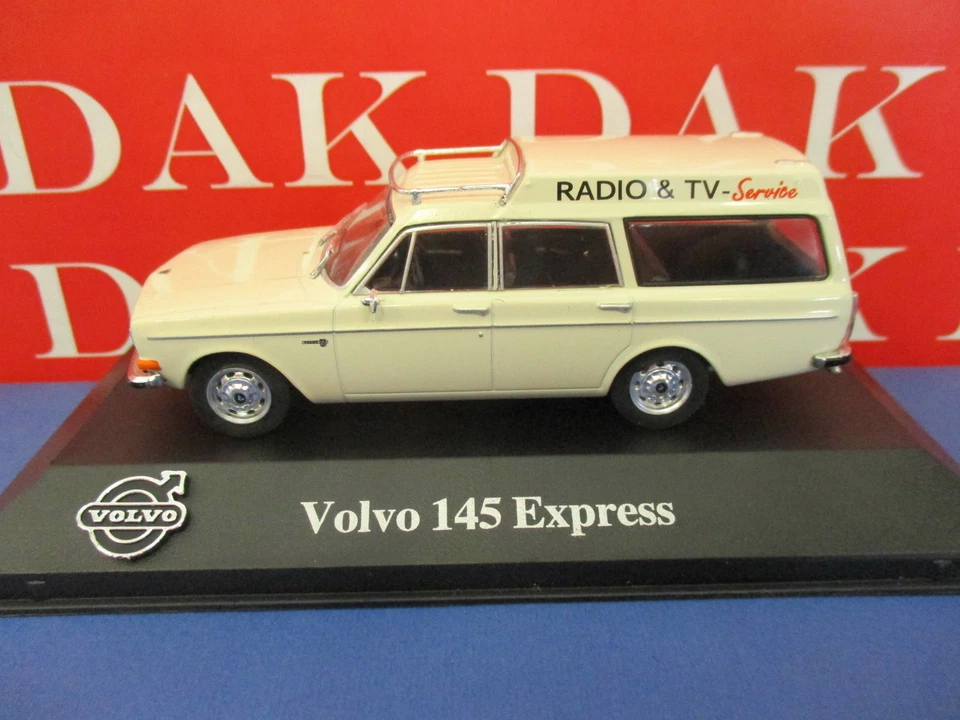 DAK DAK
D K
RADIO & TV-Service
VOLVO
Volvo 145 Express